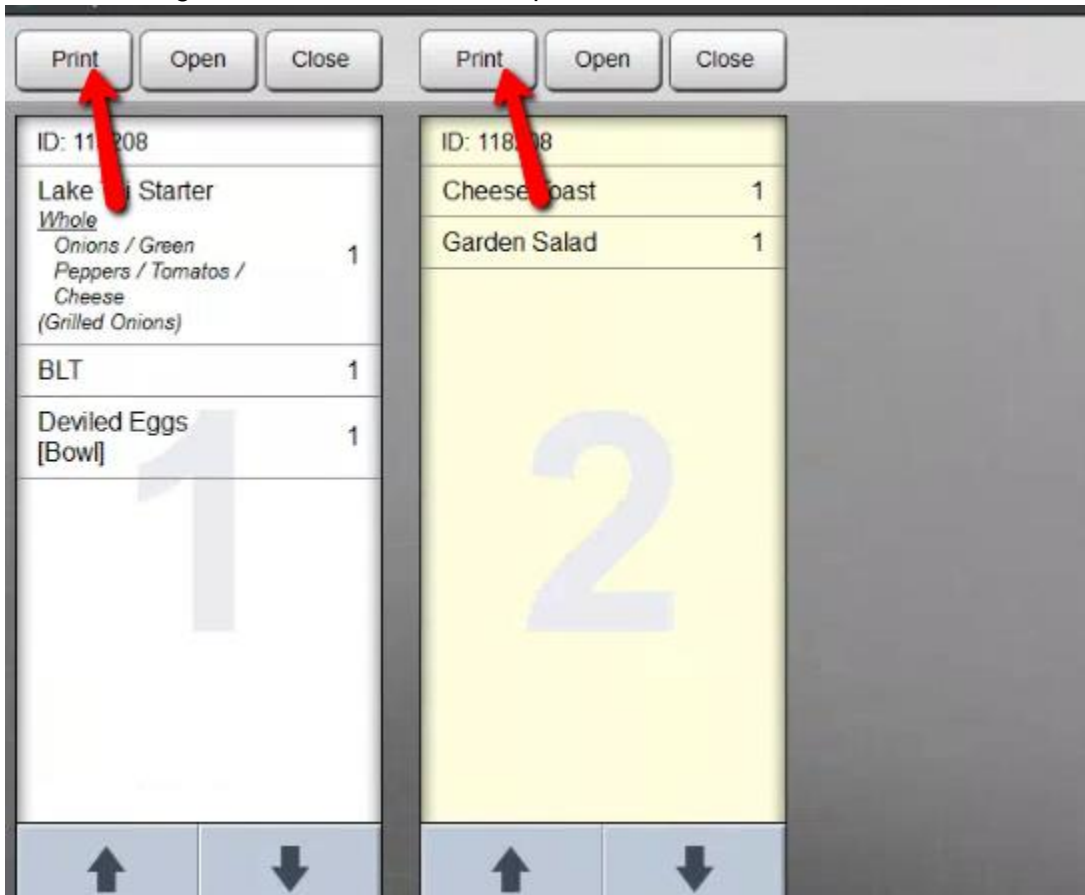 Print Open Close Print Open Close
ID: 11 208
Lake Starter
Whole
Onions / Green
Peppers / Tomatos /
Cheese
(Grilled Onions)
1
BLT 1
Deviled Eggs
[Bowl]
1
1
ID: 118 08
Cheese oast 1
Garden Salad 1
2